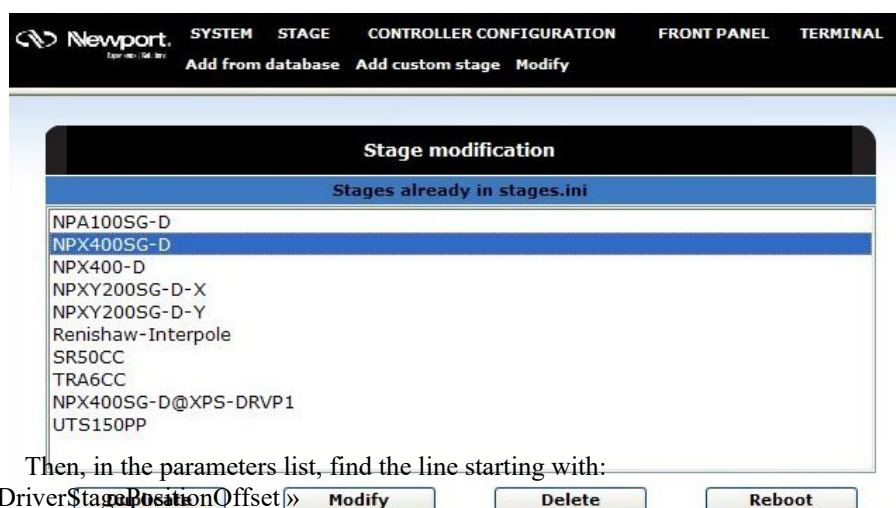 Newport.
SYSTEM STAGE CONTROLLER CONFIGURATION FRONT PANEL TERMINAL
Add from database Add custom stage Modify
Stage modification
Stages already in stages.ini
NPA100SG-D
NPX400SG-D
NPX400-D
NPXY200SG-D-X
NPXY200SG-D-Y
Renishaw-Interpole
SR50CC
TRA6CC
NPX400SG-D@XPS-DRVP1
UTS150PP
Then, in the parameters list, find the line starting with:
DriverStagePositionOffset »
Duplicate Modify Delete Reboot